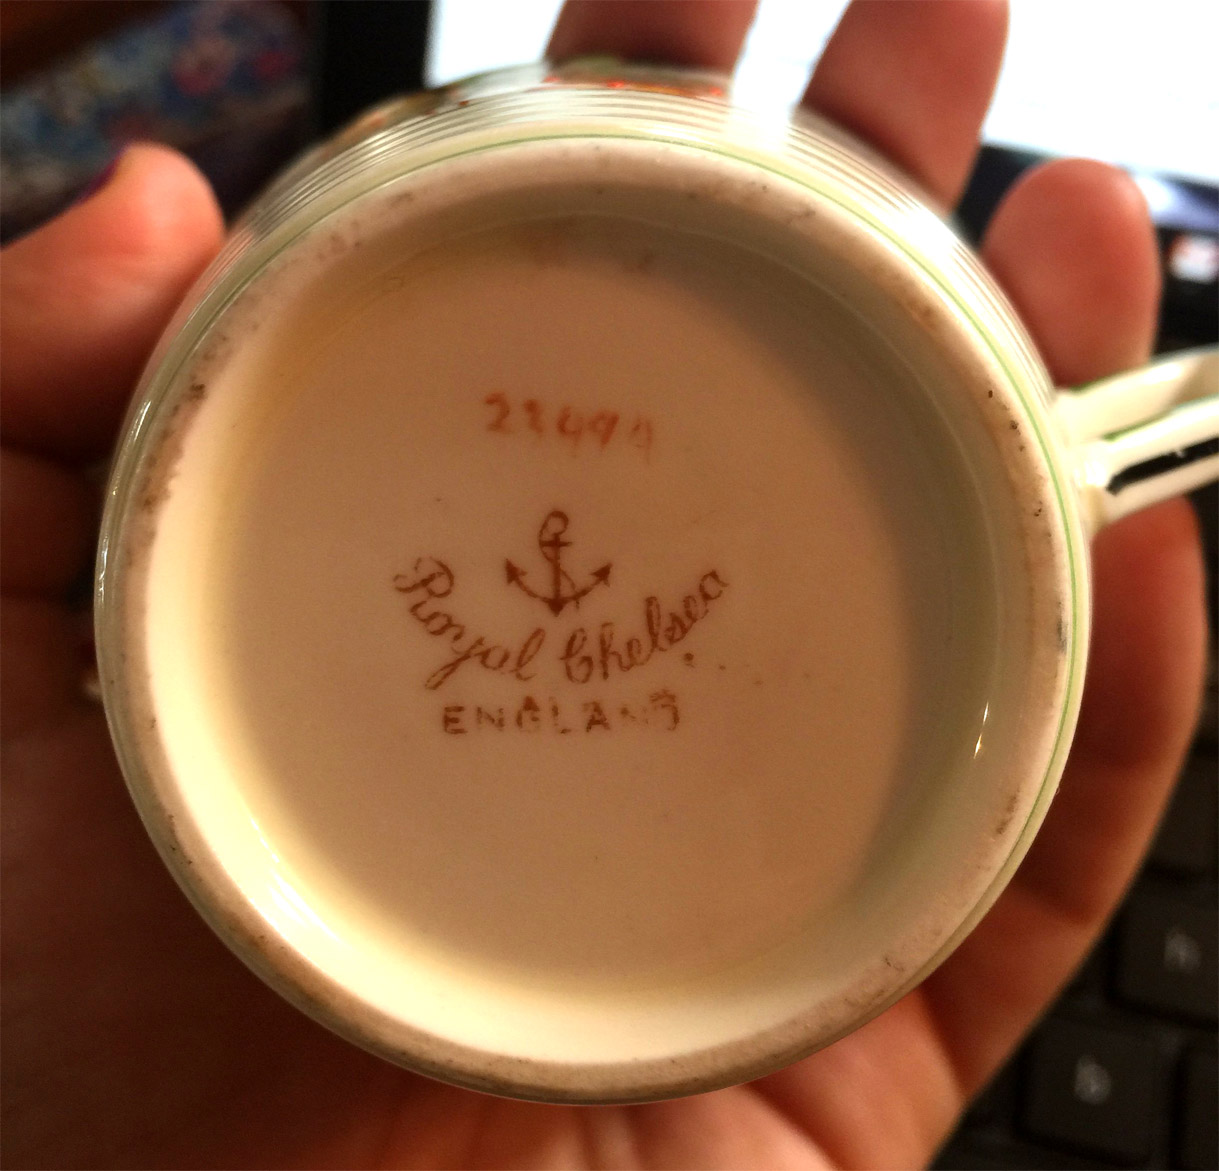 Royal Chelsea
ENGLAND
h
b